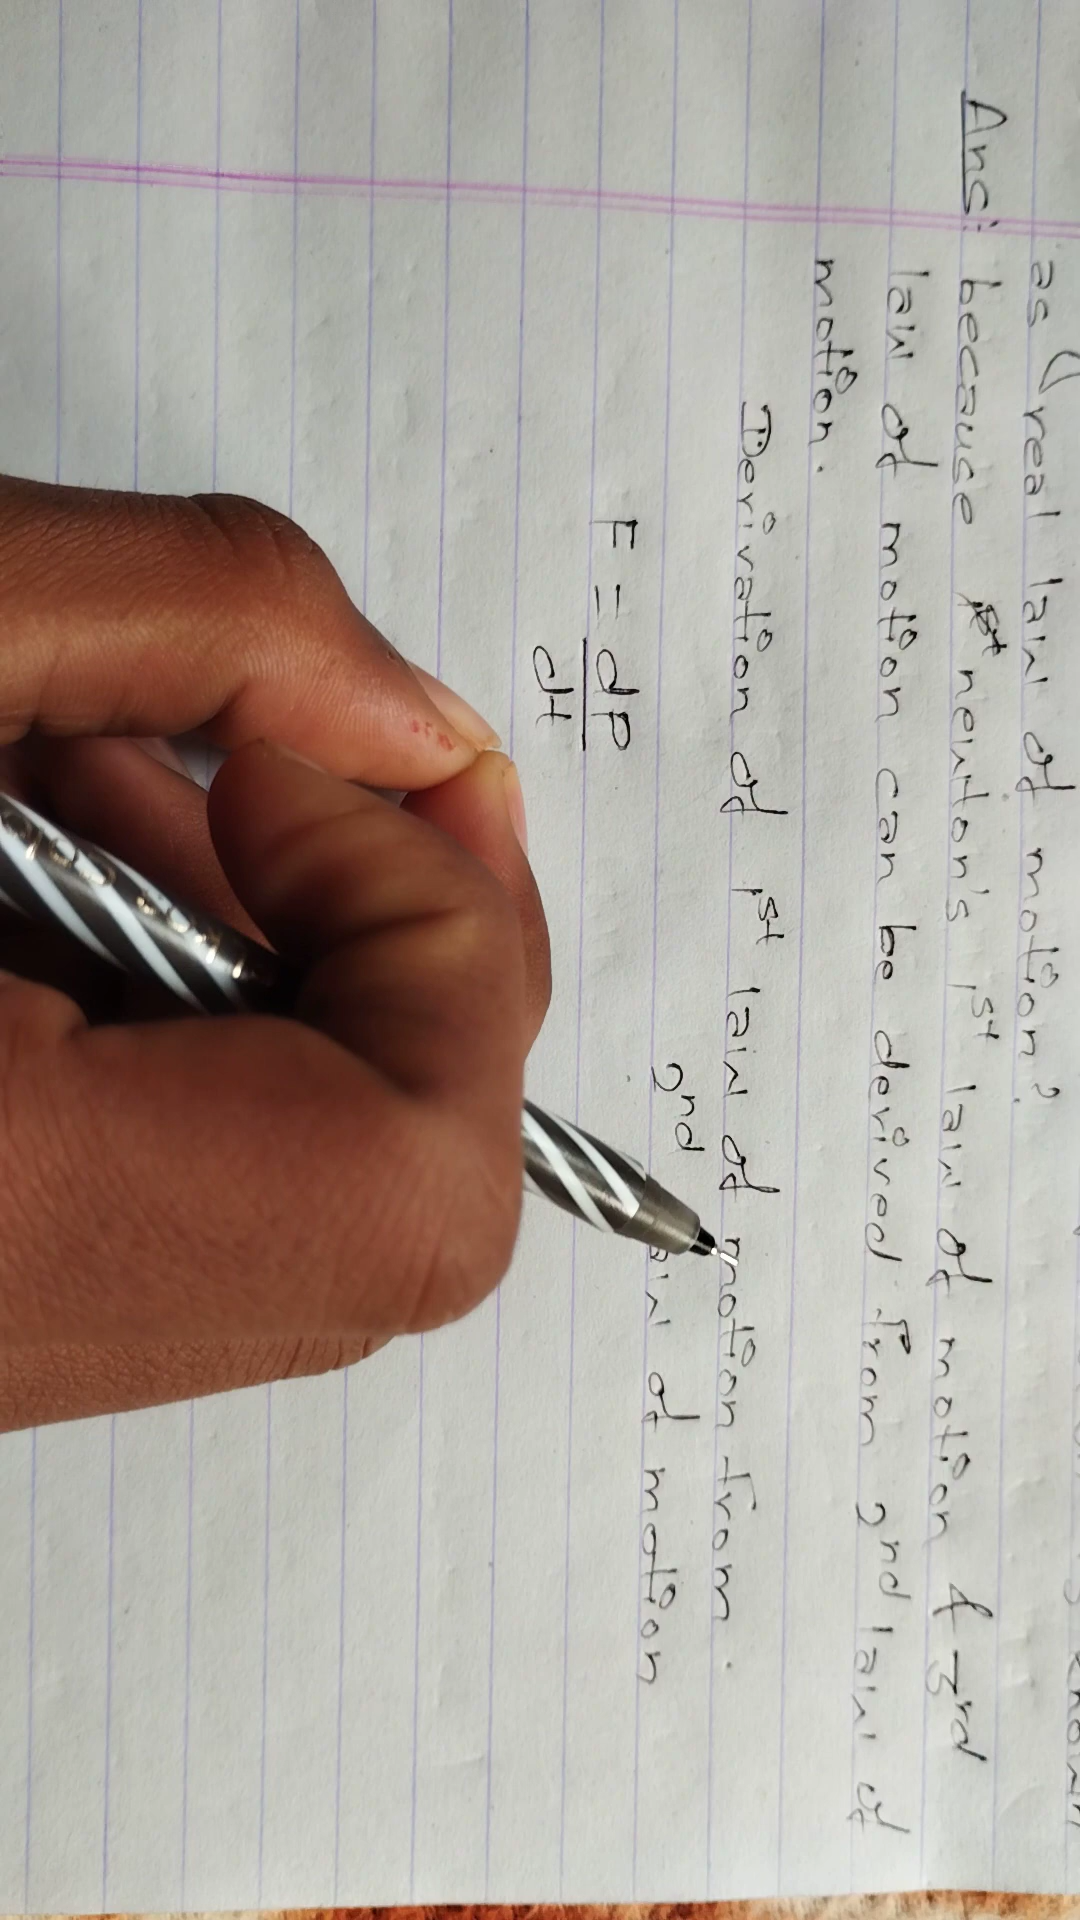 as (real law of motion?
Ans: because newton's 1st law of motion & 3rd
law of motion can be derived from 2nd law of
motion.
Derivation of 1st law of motion from.
2nd law of motion
F = dP
dt